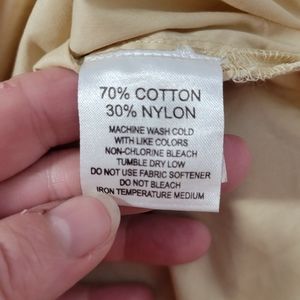 70% COTTON
30% NYLON
MACHINE WASH COLD
WITH LIKE COLORS
NON-CHLORINE BLEACH
TUMBLE DRY LOW
DO NOT USE FABRIC SOFTENER
DO NOT BLEACH
IRON TEMPERATURE MEDIUM